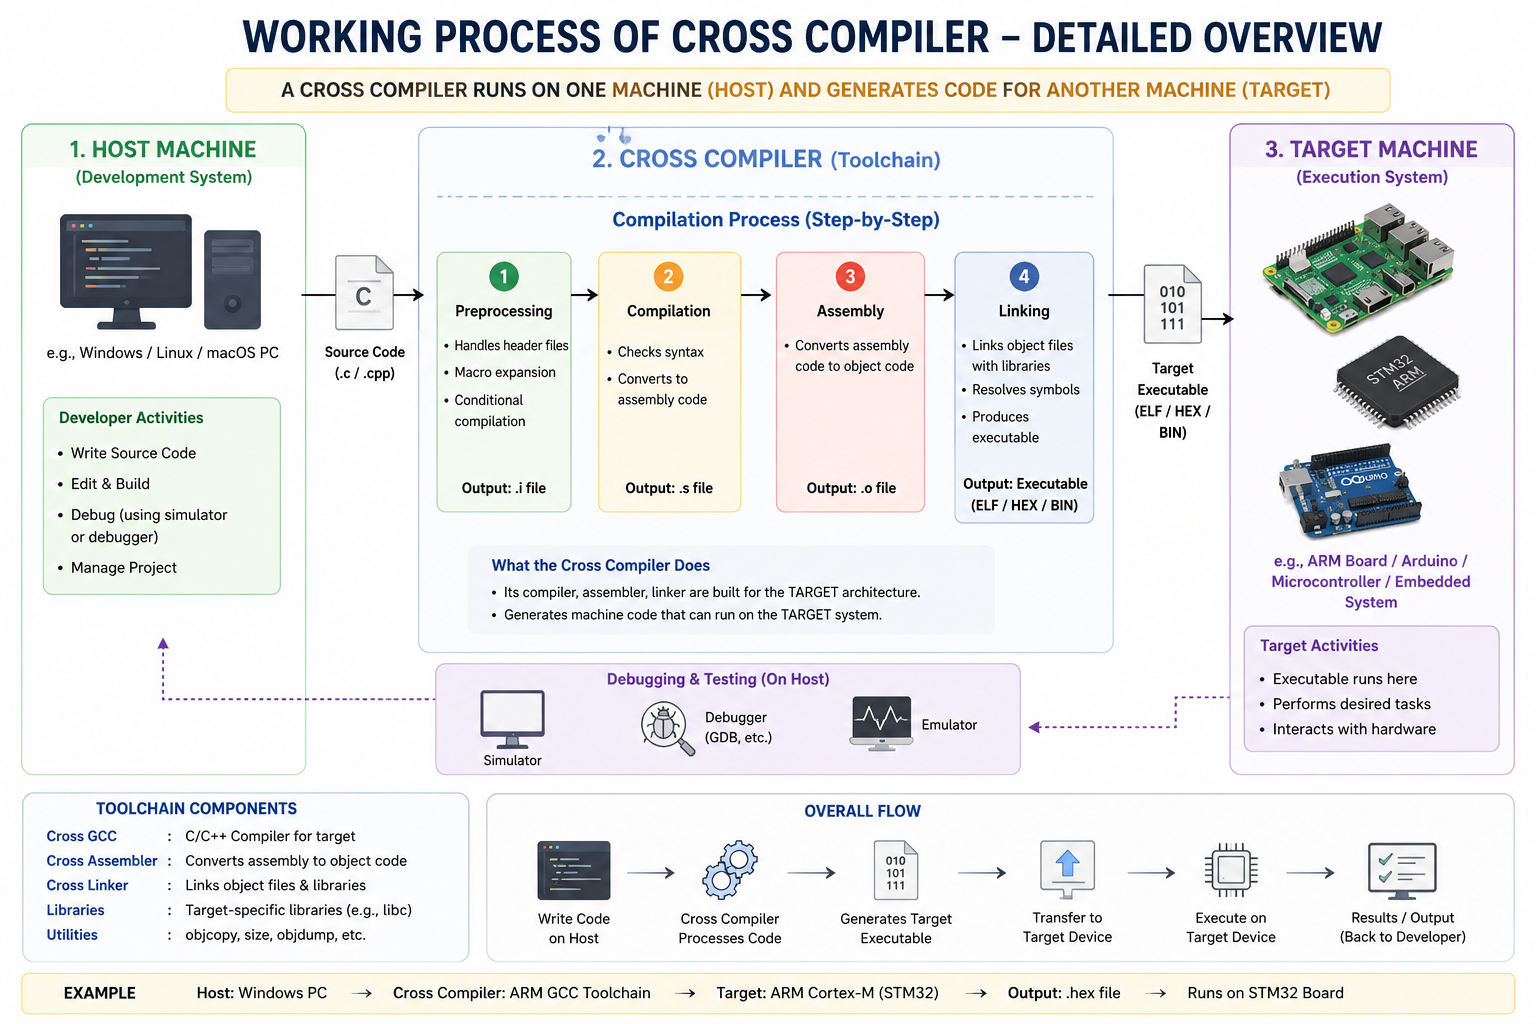 WORKING PROCESS OF CROSS COMPILER – DETAILED OVERVIEW
A CROSS COMPILER RUNS ON ONE MACHINE (HOST) AND GENERATES CODE FOR ANOTHER MACHINE (TARGET)
1. HOST MACHINE
(Development System)
e.g., Windows / Linux / macOS PC
Developer Activities
• Write Source Code
• Edit & Build
• Debug (using simulator
or debugger)
• Manage Project
C
Source Code
(.c / .cpp)
2. CROSS COMPILER (Toolchain)
Compilation Process (Step-by-Step)
1
Preprocessing
• Handles header files
• Macro expansion
• Conditional
compilation
Output: .i file
2
Compilation
• Checks syntax
• Converts to
assembly code
Output: .s file
3
Assembly
• Converts assembly
code to object code
Output: .o file
4
Linking
• Links object files
with libraries
• Resolves symbols
• Produces
executable
Output: Executable
(ELF / HEX / BIN)
What the Cross Compiler Does
• Its compiler, assembler, linker are built for the TARGET architecture.
• Generates machine code that can run on the TARGET system.
010
101
111
Target
Executable
(ELF / HEX /
BIN)
3. TARGET MACHINE
(Execution System)
STM32
ARM
e.g., ARM Board / Arduino /
Microcontroller / Embedded
System
Target Activities
• Executable runs here
• Performs desired tasks
• Interacts with hardware
Debugging & Testing (On Host)
Simulator
Debugger
(GDB, etc.)
Emulator
TOOLCHAIN COMPONENTS
Cross GCC : C/C++ Compiler for target
Cross Assembler : Converts assembly to object code
Cross Linker : Links object files & libraries
Libraries : Target-specific libraries (e.g., libc)
Utilities : objcopy, size, objdump, etc.
OVERALL FLOW
Write Code
on Host
Cross Compiler
Processes Code
010
101
111
Generates Target
Executable
Transfer to
Target Device
Execute on
Target Device
Results / Output
(Back to Developer)
EXAMPLE Host: Windows PC → Cross Compiler: ARM GCC Toolchain → Target: ARM Cortex-M (STM32) → Output: .hex file → Runs on STM32 Board